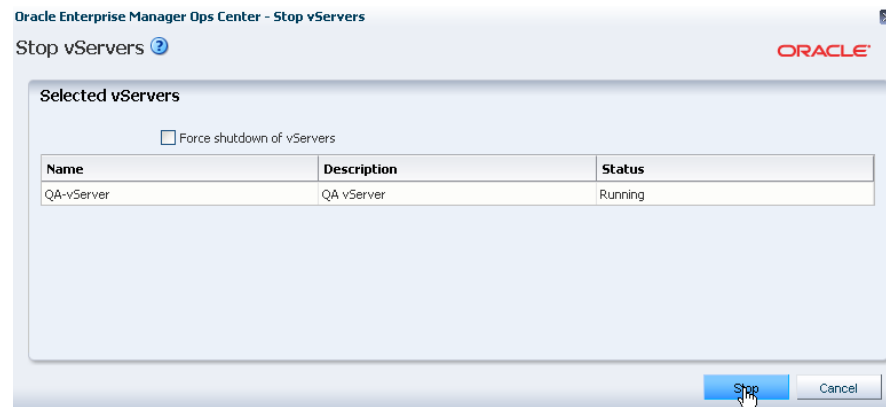 Oracle Enterprise Manager Ops Center - Stop vServers
Stop vServers ?
ORACLE
Selected vServers
Force shutdown of vServers
Name Description Status
QA-vServer QA vServer Running
Stop Cancel